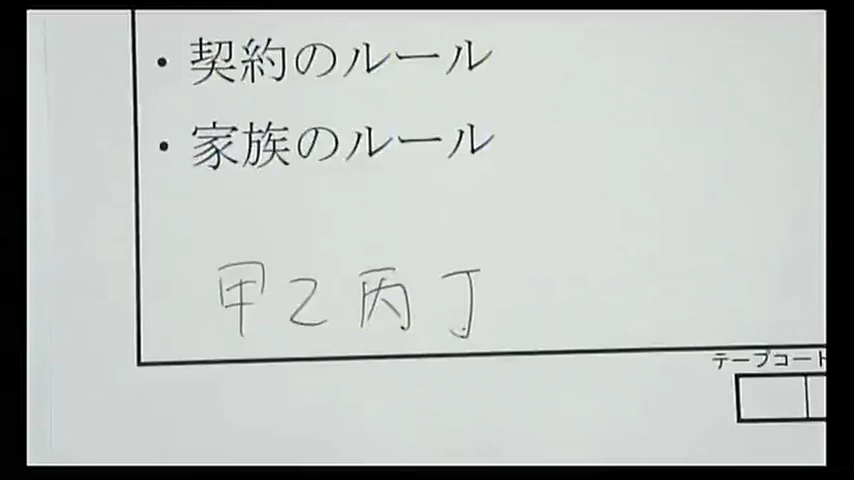 ・契約のルール
・家族のルール
甲乙丙丁
テープコート